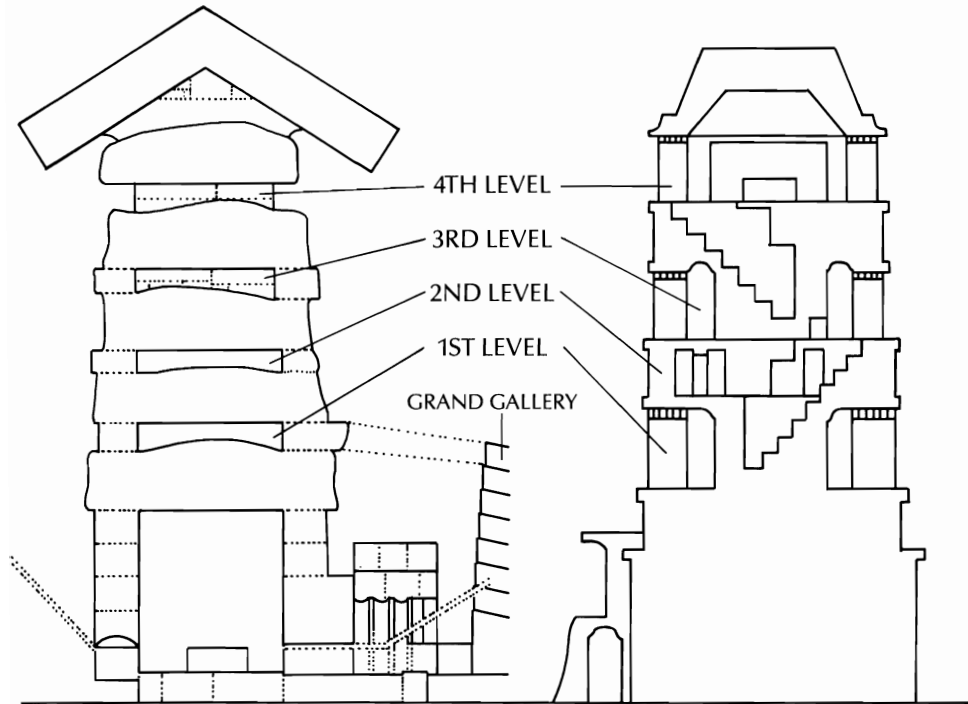 4TH LEVEL
3RD LEVEL
2ND LEVEL
1ST LEVEL
GRAND GALLERY